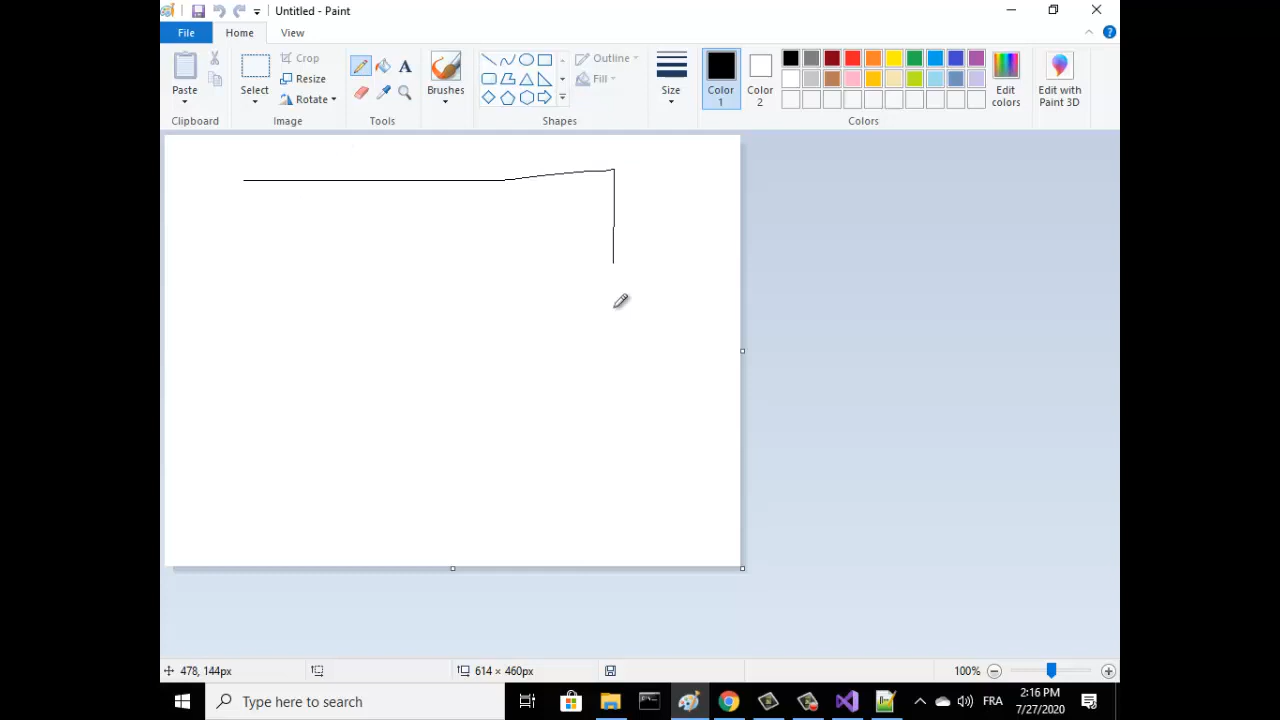 Untitled - Paint
File Home View
Paste
Clipboard
Select
Crop
Resize
Rotate
Image
A
Tools
Brushes
Outline
Fill
Shapes
Size
Color 1
Color 2
Edit colors
Edit with Paint 3D
Colors
478, 144px
614 × 460px
100%
Type here to search
FRA
2:16 PM
7/27/2020